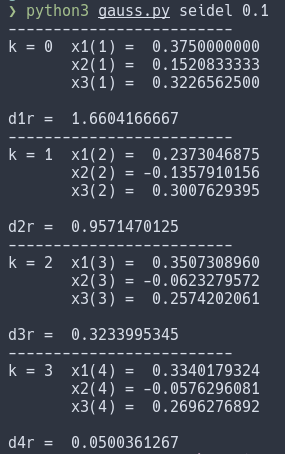 ❯ python3 gauss.py seidel 0.1
-------------------------
k = 0  x1(1) =  0.3750000000
       x2(1) =  0.1520833333
       x3(1) =  0.3226562500

d1r =  1.6604166667
-------------------------
k = 1  x1(2) =  0.2373046875
       x2(2) = -0.1357910156
       x3(2) =  0.3007629395

d2r =  0.9571470125
-------------------------
k = 2  x1(3) =  0.3507308960
       x2(3) = -0.0623279572
       x3(3) =  0.2574202061

d3r =  0.3233995345
-------------------------
k = 3  x1(4) =  0.3340179324
       x2(4) = -0.0576296081
       x3(4) =  0.2696276892

d4r =  0.0500361267